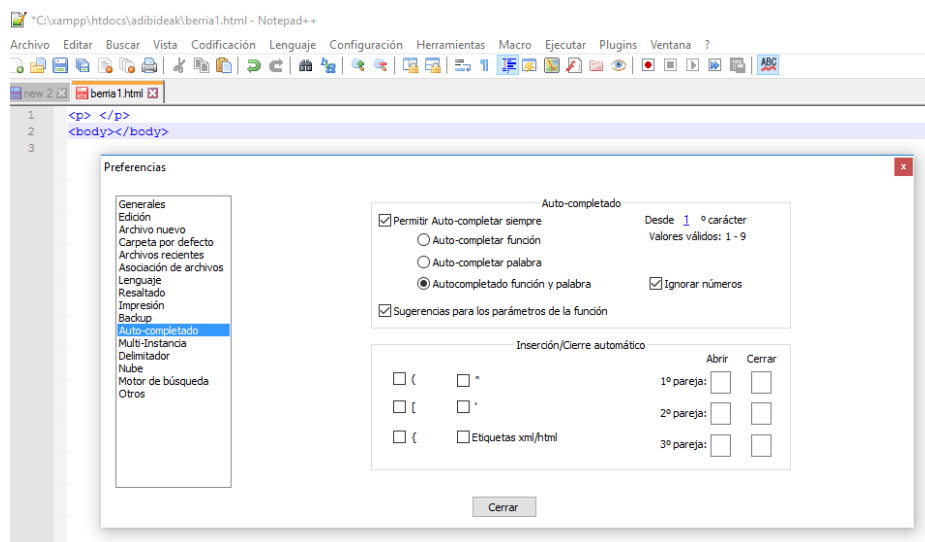 *C:\xampp\htdocs\adibideak\berria1.html - Notepad++
Archivo Editar Buscar Vista Codificación Lenguaje Configuración Herramientas Macro Ejecutar Plugins Ventana ?
ABC
new 2 berria1.html
1 <p> </p>
2 <body></body>
3
Preferencias
Generales
Edición
Archivo nuevo
Carpeta por defecto
Archivos recientes
Asociación de archivos
Lenguaje
Resaltado
Impresión
Backup
Auto-completado
Multi-Instancia
Delimitador
Nube
Motor de búsqueda
Otros
Auto-completado
Permitir Auto-completar siempre
Desde 1 º carácter
Valores válidos: 1 - 9
Auto-completar función
Auto-completar palabra
Autocompletado función y palabra
Ignorar números
Sugerencias para los parámetros de la función
Inserción/Cierre automático
Abrir Cerrar
( " 1º pareja:
[ ' 2º pareja:
{ Etiquetas xml/html 3º pareja:
Cerrar